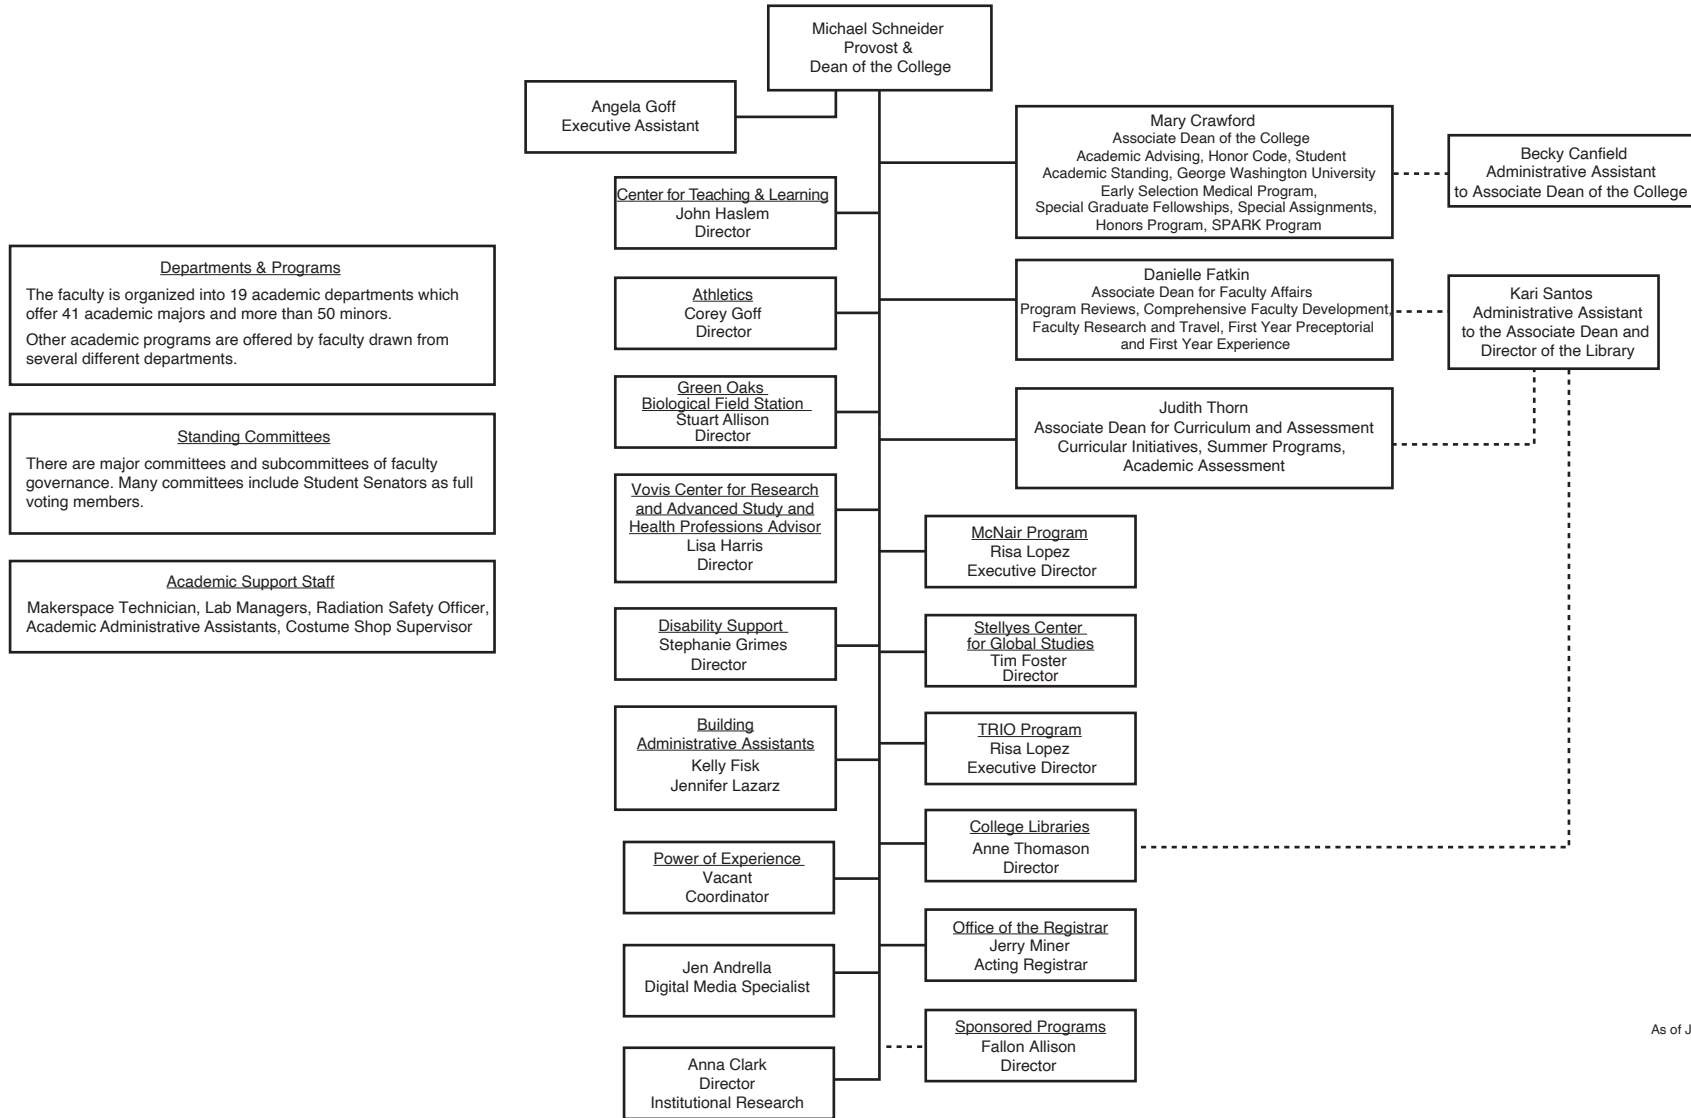 Michael Schneider
Provost &
Dean of the College
Angela Goff
Executive Assistant
Mary Crawford
Associate Dean of the College
Academic Advising, Honor Code, Student
Academic Standing, George Washington University
Early Selection Medical Program,
Special Graduate Fellowships, Special Assignments,
Honors Program, SPARK Program
Becky Canfield
Administrative Assistant
to Associate Dean of the College
Center for Teaching & Learning
John Haslem
Director
Departments & Programs
The faculty is organized into 19 academic departments which
offer 41 academic majors and more than 50 minors.
Other academic programs are offered by faculty drawn from
several different departments.
Athletics
Corey Goff
Director
Danielle Fatkin
Associate Dean for Faculty Affairs
Program Reviews, Comprehensive Faculty Development,
Faculty Research and Travel, First Year Preceptorial
and First Year Experience
Kari Santos
Administrative Assistant
to the Associate Dean and
Director of the Library
Green Oaks
Biological Field Station
Stuart Allison
Director
Judith Thorn
Associate Dean for Curriculum and Assessment
Curricular Initiatives, Summer Programs,
Academic Assessment
Standing Committees
There are major committees and subcommittees of faculty
governance. Many committees include Student Senators as full
voting members.
Vovis Center for Research
and Advanced Study and
Health Professions Advisor
Lisa Harris
Director
McNair Program
Risa Lopez
Executive Director
Academic Support Staff
Makerspace Technician, Lab Managers, Radiation Safety Officer,
Academic Administrative Assistants, Costume Shop Supervisor
Disability Support
Stephanie Grimes
Director
Stellyes Center
for Global Studies
Tim Foster
Director
Building
Administrative Assistants
Kelly Fisk
Jennifer Lazarz
TRIO Program
Risa Lopez
Executive Director
College Libraries
Anne Thomason
Director
Power of Experience
Vacant
Coordinator
Office of the Registrar
Jerry Miner
Acting Registrar
Jen Andrella
Digital Media Specialist
Sponsored Programs
Fallon Allison
Director
Anna Clark
Director
Institutional Research
As of J